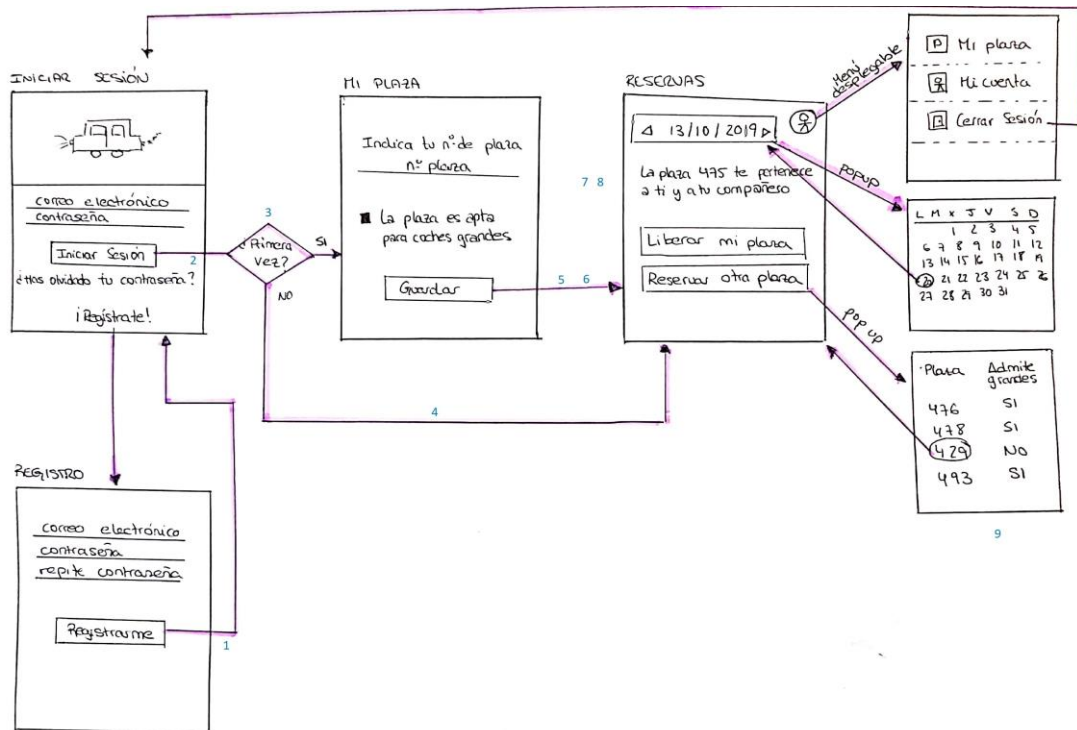 INICIAR SESIÓN
correo electrónico
contraseña
Iniciar Sesión
¿Has olvidado tu contraseña?
¡Regístrate!
REGISTRO
correo electrónico
contraseña
repite contraseña
Registrarme
1
2
3
¿Primera
vez?
SI
NO
4
MI PLAZA
Indica tu nº de plaza
nº plaza
La plaza es apta
para coches grandes
Guardar
5 6
7 8
RESERVAS
13/10/2019
La plaza 475 te pertenece
a ti y a tu compañero
Liberar mi plaza
Reservar otra plaza
Menú
desplegable
P Mi plaza
Mi cuenta
Cerrar Sesión
popup
L M X J V S D
1 2 3 4 5
6 7 8 9 10 11 12
13 14 15 16 17 18
20 21 22 23 24 25 26
27 28 29 30 31
pop up
Plaza Admite
grandes
476 SI
478 SI
429 NO
493 SI
9